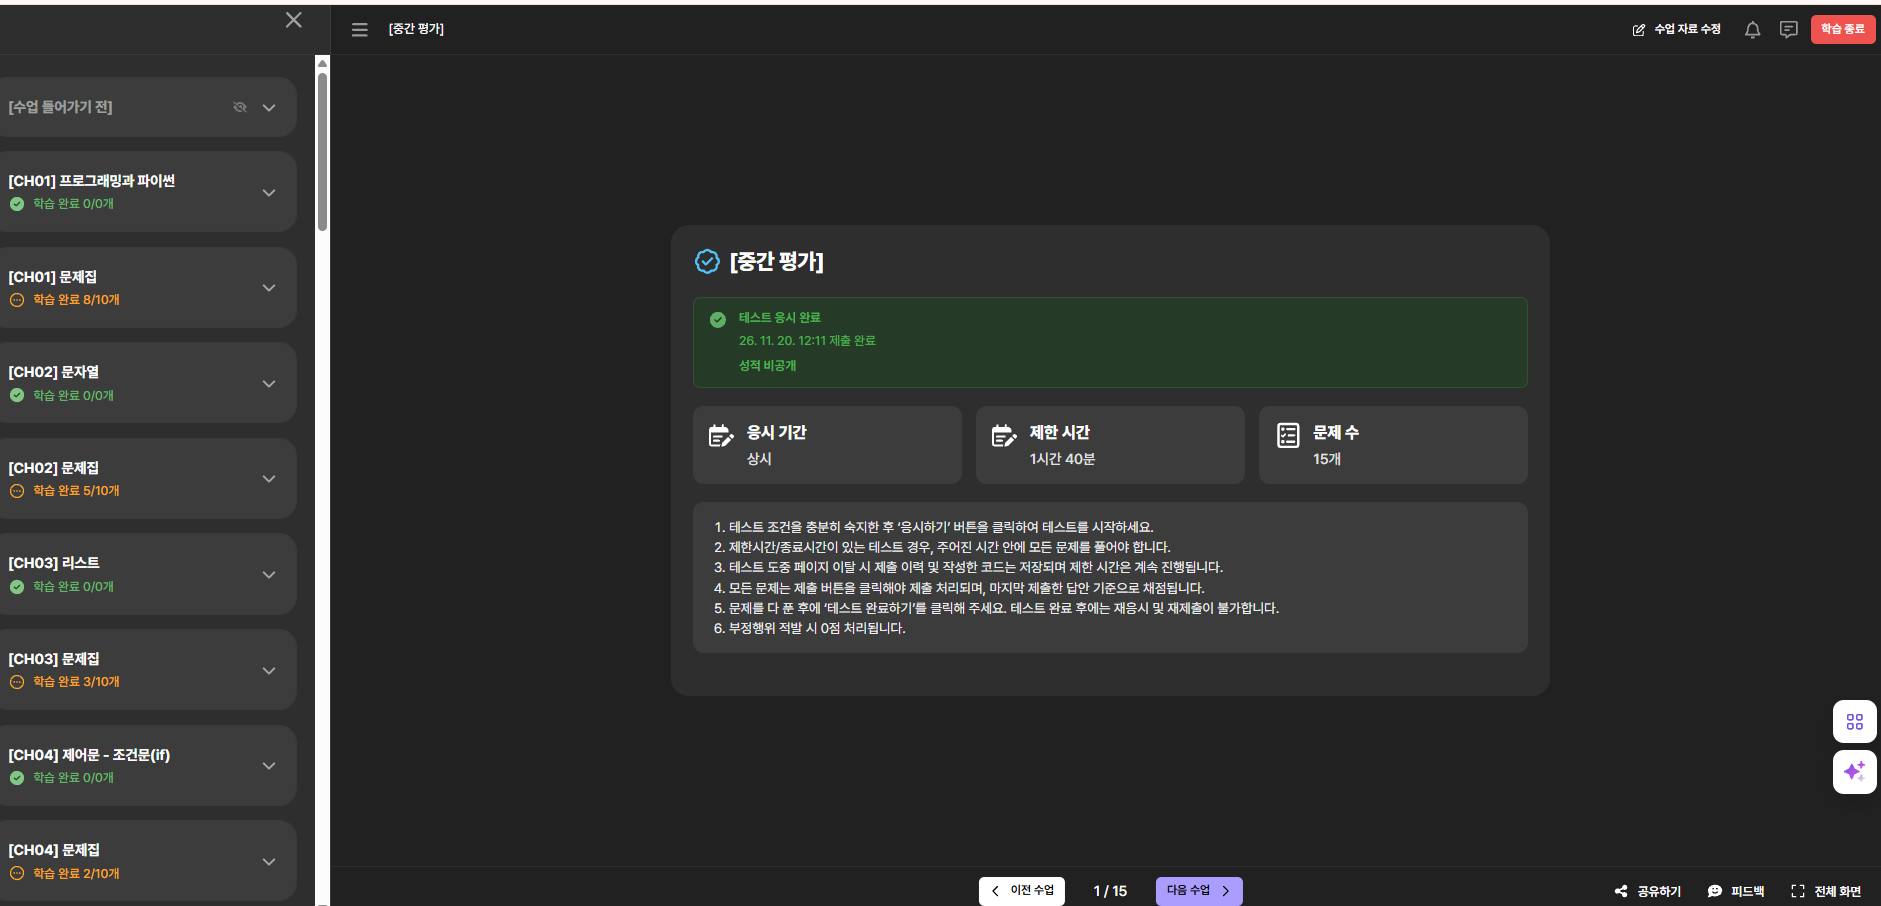 [중간 평가]
수업 자료 수정
학습 종료
[수업 들어가기 전]
[CH01] 프로그래밍과 파이썬
학습 완료 0/0개
[CH01] 문제집
학습 완료 8/10개
[CH02] 문자열
학습 완료 0/0개
[CH02] 문제집
학습 완료 5/10개
[CH03] 리스트
학습 완료 0/0개
[CH03] 문제집
학습 완료 3/10개
[CH04] 제어문 - 조건문(if)
학습 완료 0/0개
[CH04] 문제집
학습 완료 2/10개
[중간 평가]
테스트 응시 완료
26. 11. 20. 12:11 제출 완료
성적 비공개
응시 기간
상시
제한 시간
1시간 40분
문제 수
15개
1. 테스트 조건을 충분히 숙지한 후 ‘응시하기’ 버튼을 클릭하여 테스트를 시작하세요.
2. 제한시간/종료시간이 있는 테스트 경우, 주어진 시간 안에 모든 문제를 풀어야 합니다.
3. 테스트 도중 페이지 이탈 시 제출 이력 및 작성한 코드는 저장되며 제한 시간은 계속 진행됩니다.
4. 모든 문제는 제출 버튼을 클릭해야 제출 처리되며, 마지막 제출한 답안 기준으로 채점됩니다.
5. 문제를 다 푼 후에 ‘테스트 완료하기’를 클릭해 주세요. 테스트 완료 후에는 재응시 및 재제출이 불가합니다.
6. 부정행위 적발 시 0점 처리됩니다.
이전 수업
1 / 15
다음 수업
공유하기
피드백
전체 화면